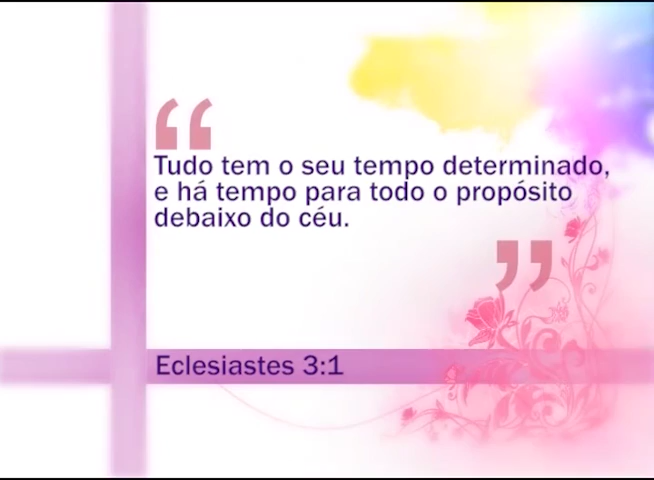 “
Tudo tem o seu tempo determinado,
e há tempo para todo o propósito
debaixo do céu.
”
Eclesiastes 3:1